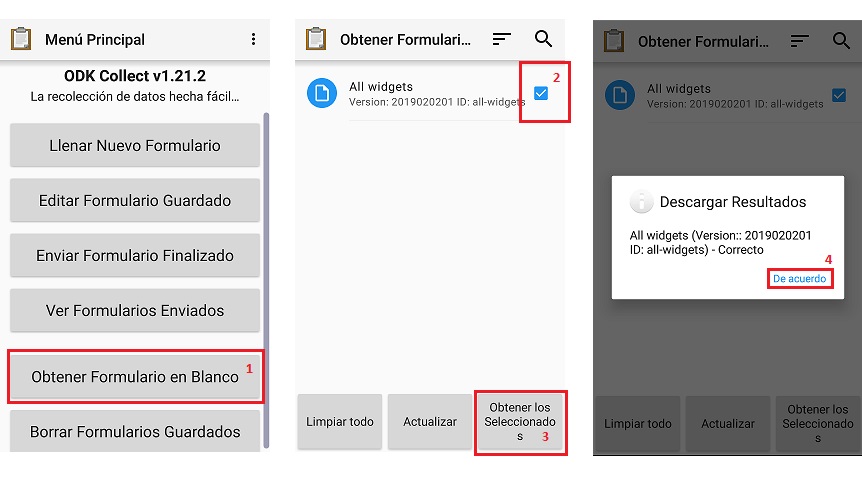 Menú Principal
ODK Collect v1.21.2
La recolección de datos hecha fácil...
Llenar Nuevo Formulario
Editar Formulario Guardado
Enviar Formulario Finalizado
Ver Formularios Enviados
Obtener Formulario en Blanco 1
Borrar Formularios Guardados
Obtener Formulari...
2
All widgets
Version: 2019020201 ID: all-widgets
Limpiar todo
Actualizar
Obtener los
Seleccionado
s 3
Obtener Formulari...
All widgets
Version: 2019020201 ID: all-widgets
Descargar Resultados
All widgets (Version:: 2019020201
ID: all-widgets) - Correcto
4
De acuerdo
Limpiar todo
Actualizar
Obtener los
Seleccionado
s